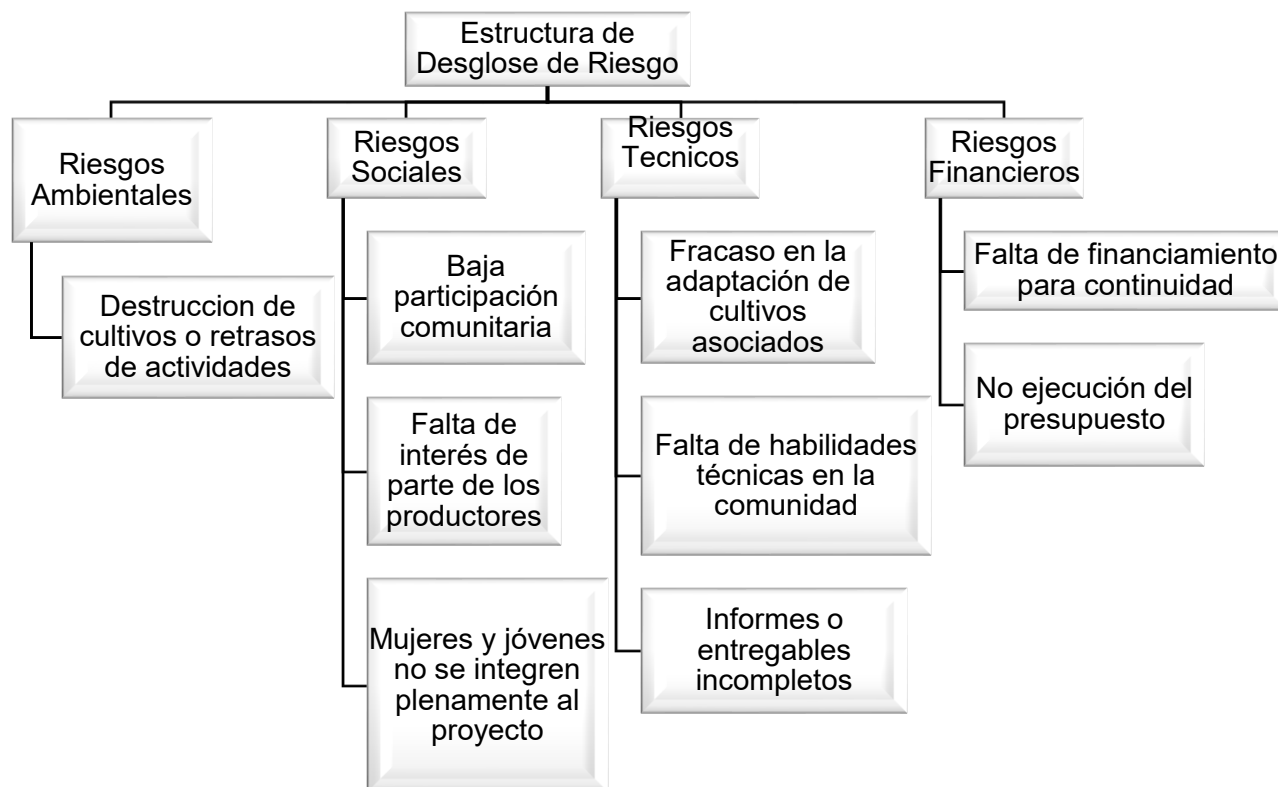 Estructura de
Desglose de Riesgo
Riesgos
Ambientales
Destruccion de
cultivos o retrasos
de actividades
Riesgos
Sociales
Baja
participación
comunitaria
Falta de
interés de
parte de los
productores
Mujeres y jóvenes
no se integren
plenamente al
proyecto
Riesgos
Tecnicos
Fracaso en la
adaptación de
cultivos
asociados
Falta de habilidades
técnicas en la
comunidad
Informes o
entregables
incompletos
Riesgos
Financieros
Falta de financiamiento
para continuidad
No ejecución del
presupuesto